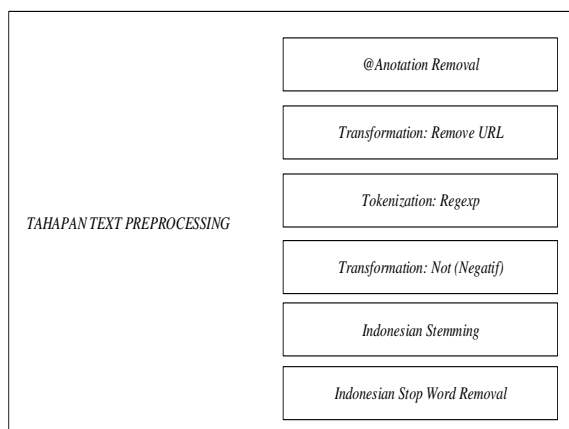 TAHAPAN TEXT PREPROCESSING
@Anotation Removal
Transformation: Remove URL
Tokenization: Regexp
Transformation: Not (Negatif)
Indonesian Stemming
Indonesian Stop Word Removal